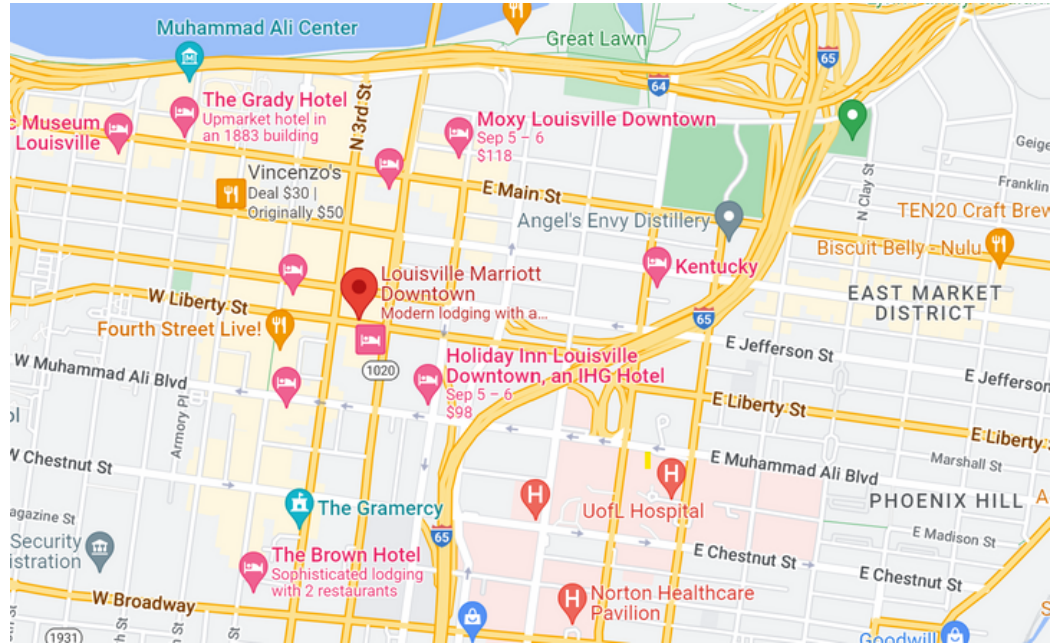 Muhammad Ali Center
Great Lawn
65
64
The Grady Hotel
Upmarket hotel in
an 1883 building
N 3rd St
Moxy Louisville Downtown
Sep 5 – 6
$118
Museum
Louisville
Vincenzo's
Deal $30 |
Originally $50
E Main St
N Clay St
Franklin
Angel's Envy Distillery
TEN20 Craft Brew
Biscuit Belly - Nulu
Kentucky
Louisville Marriott
Downtown
Modern lodging with a...
EAST MARKET
DISTRICT
W Liberty St
Fourth Street Live!
65
E Jefferson St
Holiday Inn Louisville
Downtown, an IHG Hotel
Sep 5 – 6
$98
1020
W Muhammad Ali Blvd
E Jefferson
Armory Pl
E Liberty St
E Liberty
W Chestnut St
E Muhammad Ali Blvd
Marshall St
PHOENIX HILL
UofL Hospital
The Gramercy
65
E Madison St
Security
E Chestnut St
E Chestnut St
The Brown Hotel
Sophisticated lodging
with 2 restaurants
Norton Healthcare
Pavilion
W Broadway
1931
St
St
Goodwill